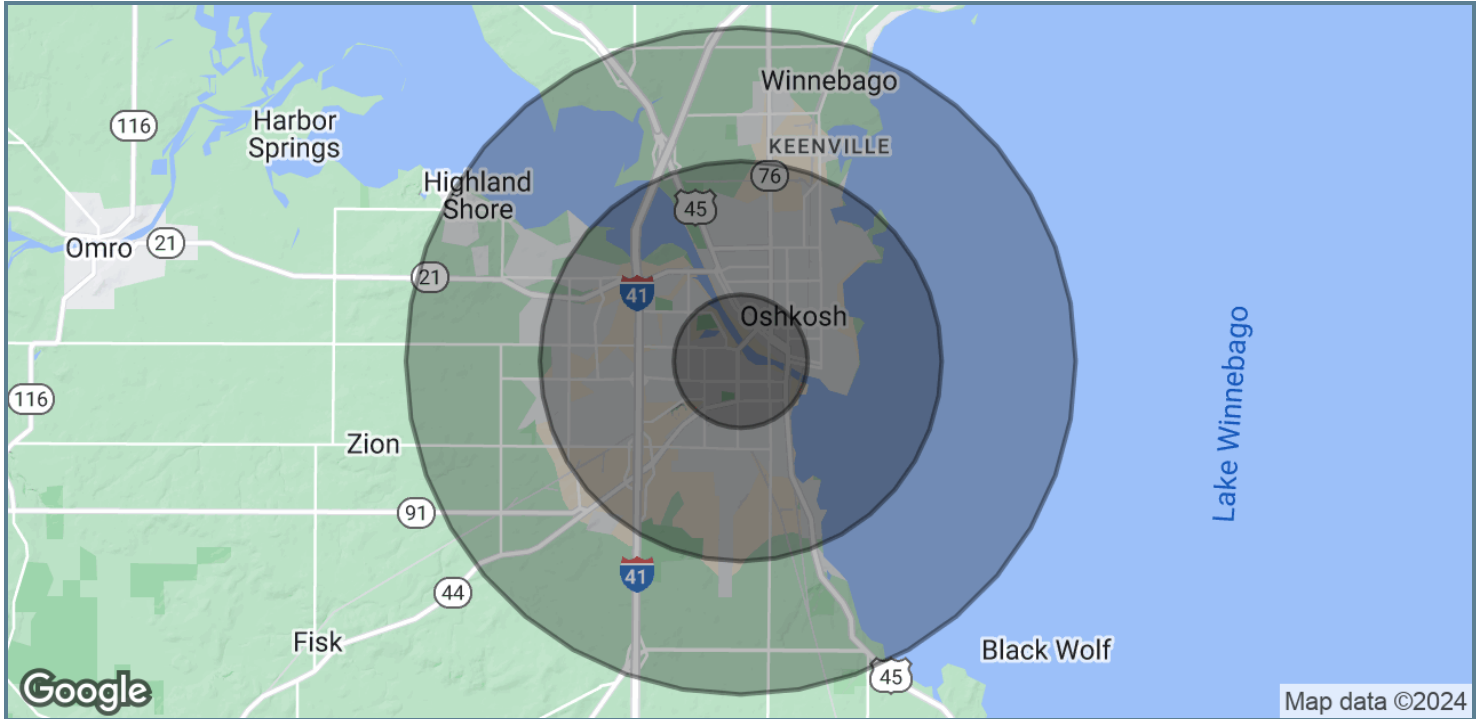 Winnebago
116
Harbor
Springs
KEENVILLE
76
Highland
Shore
45
Omro
21
21
41
Oshkosh
Lake Winnebago
116
Zion
91
41
44
Fisk
Black Wolf
45
Google
Map data ©2024